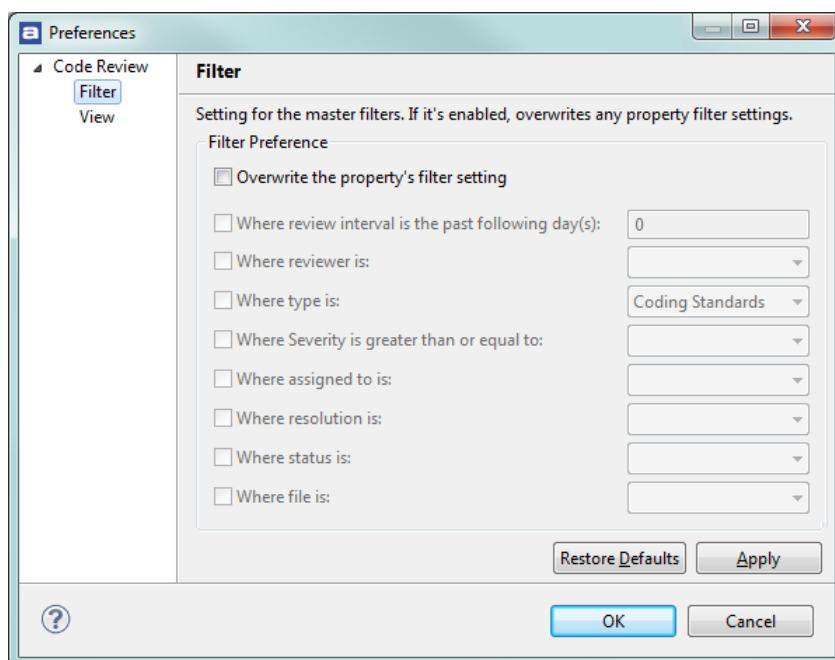 a Preferences
Code Review
Filter
View
Filter
Setting for the master filters. If it's enabled, overwrites any property filter settings.
Filter Preference
Overwrite the property's filter setting
Where review interval is the past following day(s): 0
Where reviewer is:
Where type is: Coding Standards
Where Severity is greater than or equal to:
Where assigned to is:
Where resolution is:
Where status is:
Where file is:
Restore Defaults Apply
? OK Cancel